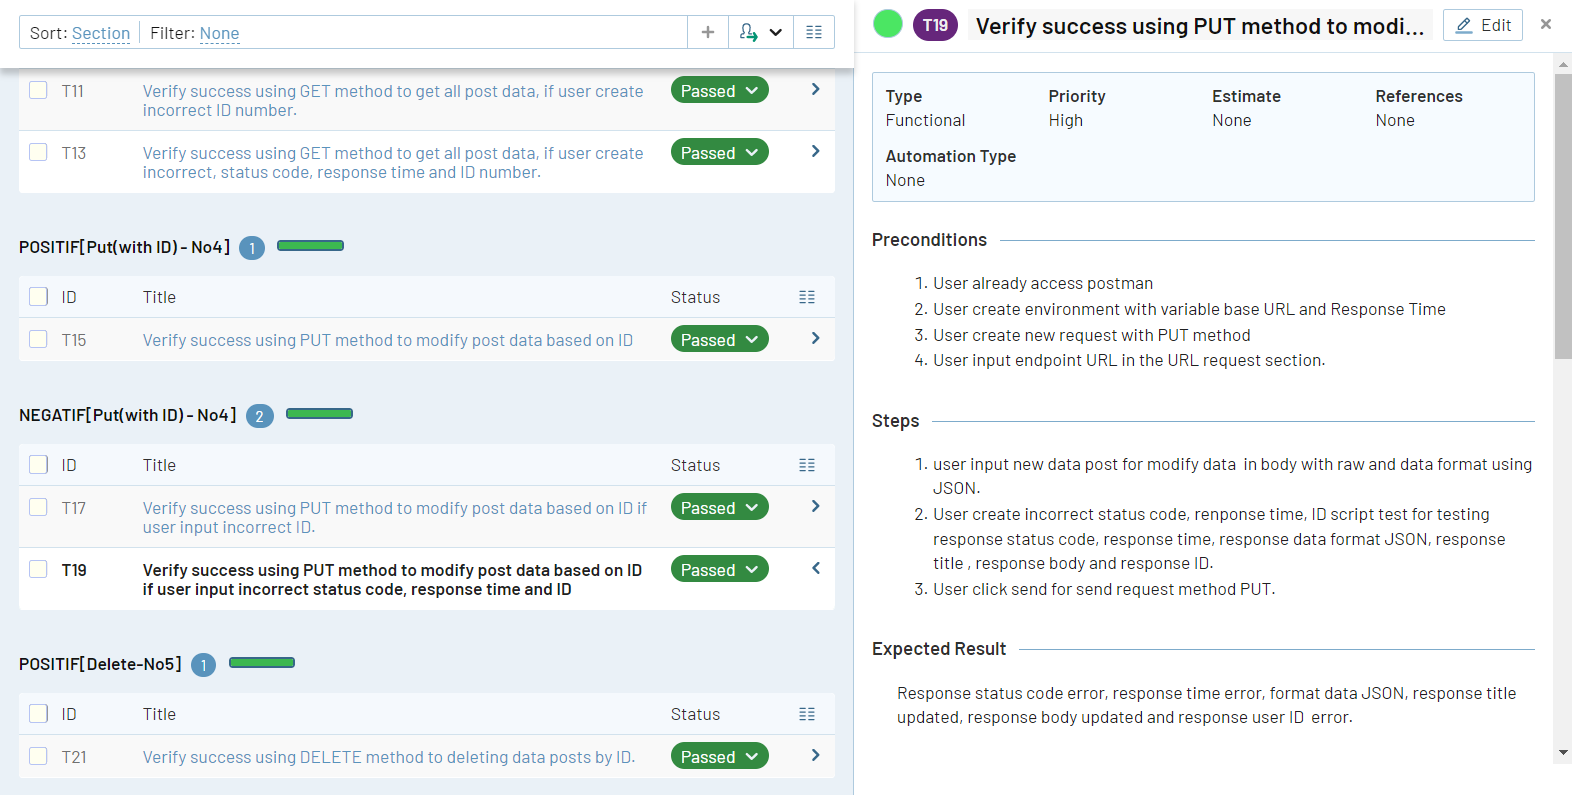 Sort: Section Filter: None
T11 Verify success using GET method to get all post data, if user create Passed
incorrect ID number.
T13 Verify success using GET method to get all post data, if user create Passed
incorrect, status code, response time and ID number.
POSITIF[Put(with ID) - No4] 1
ID Title Status
T15 Verify success using PUT method to modify post data based on ID Passed
NEGATIF[Put(with ID) - No4] 2
ID Title Status
T17 Verify success using PUT method to modify post data based on ID if Passed
user input incorrect ID.
T19 Verify success using PUT method to modify post data based on ID Passed
if user input incorrect status code, response time and ID
POSITIF[Delete-No5] 1
ID Title Status
T21 Verify success using DELETE method to deleting data posts by ID. Passed
T19 Verify success using PUT method to modi... Edit
Type Priority Estimate References
Functional High None None
Automation Type
None
Preconditions
1. User already access postman
2. User create environment with variable base URL and Response Time
3. User create new request with PUT method
4. User input endpoint URL in the URL request section.
Steps
1. user input new data post for modify data in body with raw and data format using
JSON.
2. User create incorrect status code, renponse time, ID script test for testing
response status code, response time, response data format JSON, response
title , response body and response ID.
3. User click send for send request method PUT.
Expected Result
Response status code error, response time error, format data JSON, response title
updated, response body updated and response user ID error.